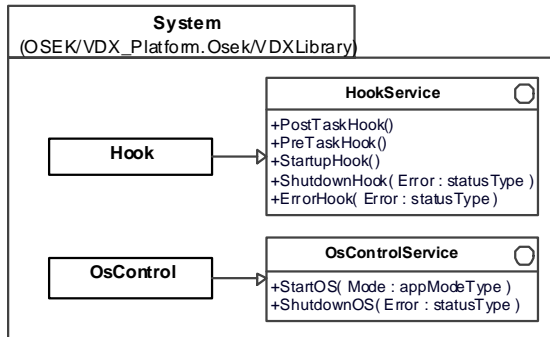 System
(OSEK/VDX_Platform.Osek/VDXLibrary)
HookService
+PostTaskHook()
+PreTaskHook()
+StartupHook()
+ShutdownHook( Error : statusType )
+ErrorHook( Error : statusType )
Hook
OsControlService
+StartOS( Mode : appModeType )
+ShutdownOS( Error : statusType )
OsControl